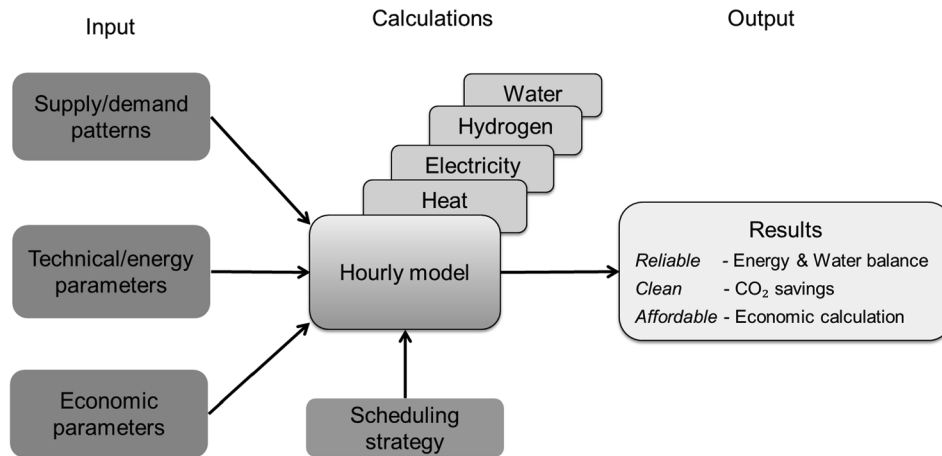 Input
Calculations
Output
Supply/demand
patterns
Technical/energy
parameters
Economic
parameters
Water
Hydrogen
Electricity
Heat
Hourly model
Scheduling
strategy
Results
Reliable - Energy & Water balance
Clean - CO₂ savings
Affordable - Economic calculation